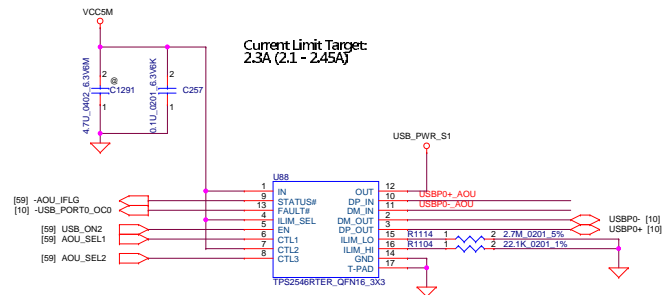 VCC5M
Current Limit Target:
2.3A (2.1 - 2.45A)
4.7U_0402_6.3V6M
2
@
C1291
1
0.1U_0201_6.3V6K
2
C257
1
USB_PWR_S1
U88
1 IN OUT 12
[59] -AOU_IFLG 9 STATUS# DP_IN 10 USBP0+_AOU
[10] -USB_PORT0_OC0 13 FAULT# DM_IN 11 USBP0-_AOU
4 ILIM_SEL DM_OUT 2 USBP0- [10]
[59] USB_ON2 5 EN DP_OUT 3 USBP0+ [10]
[59] AOU_SEL1 6 CTL1 ILIM_LO 15 R1114 1 2 2.7M_0201_5%
7 CTL2 ILIM_HI 16 R1104 1 2 22.1K_0201_1%
[59] AOU_SEL2 8 CTL3 GND 14
T-PAD 17
TPS2546RTER_QFN16_3X3